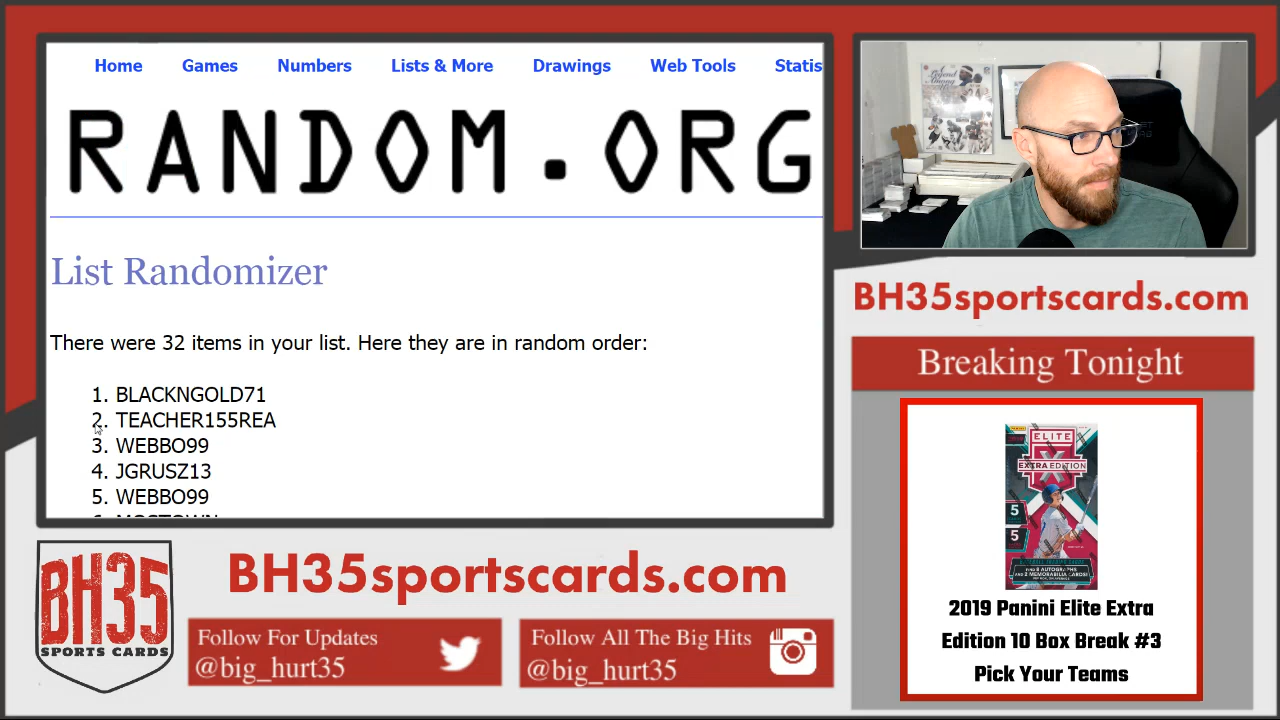 Home Games Numbers Lists & More Drawings Web Tools Statis
RANDOM.ORG
List Randomizer
There were 32 items in your list. Here they are in random order:
1. BLACKNGOLD71
2. TEACHER155REA
3. WEBBO99
4. JGRUSZ13
5. WEBBO99
BH35sportscards.com
Breaking Tonight
ELITE
X
EXTRA EDITION
5
5
2019 Panini Elite Extra
Edition 10 Box Break #3
Pick Your Teams
BH35
SPORTS CARDS
BH35sportscards.com
Follow For Updates
@big_hurt35
Follow All The Big Hits
@big_hurt35